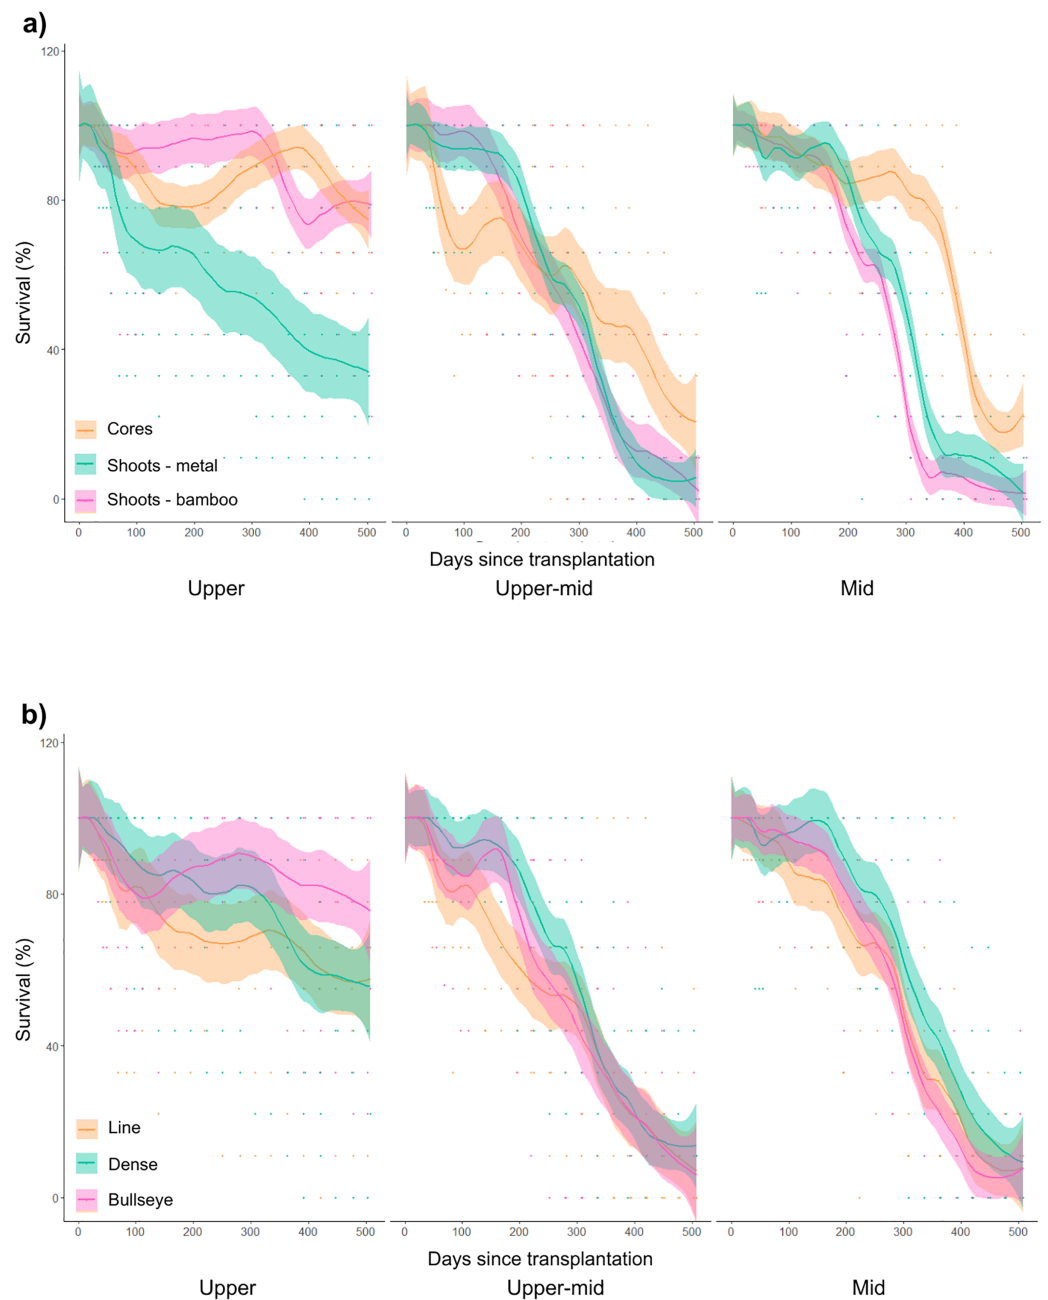 a)
120
80
40
0
Survival (%)
Cores
Shoots - metal
Shoots - bamboo
0 100 200 300 400 500
0 100 200 300 400 500
0 100 200 300 400 500
Days since transplantation
Upper
Upper-mid
Mid
b)
120
80
40
0
Survival (%)
Line
Dense
Bullseye
0 100 200 300 400 500
0 100 200 300 400 500
0 100 200 300 400 500
Days since transplantation
Upper
Upper-mid
Mid